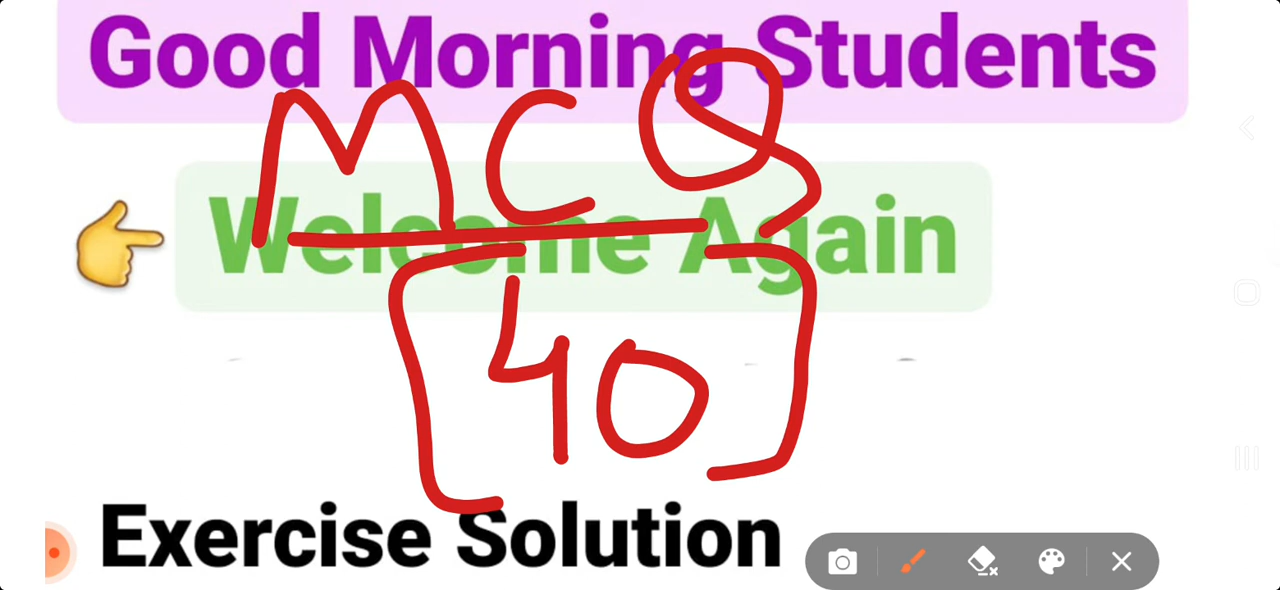 Good Morning Students
MCQ
Welcome Again
[40]
Exercise Solution